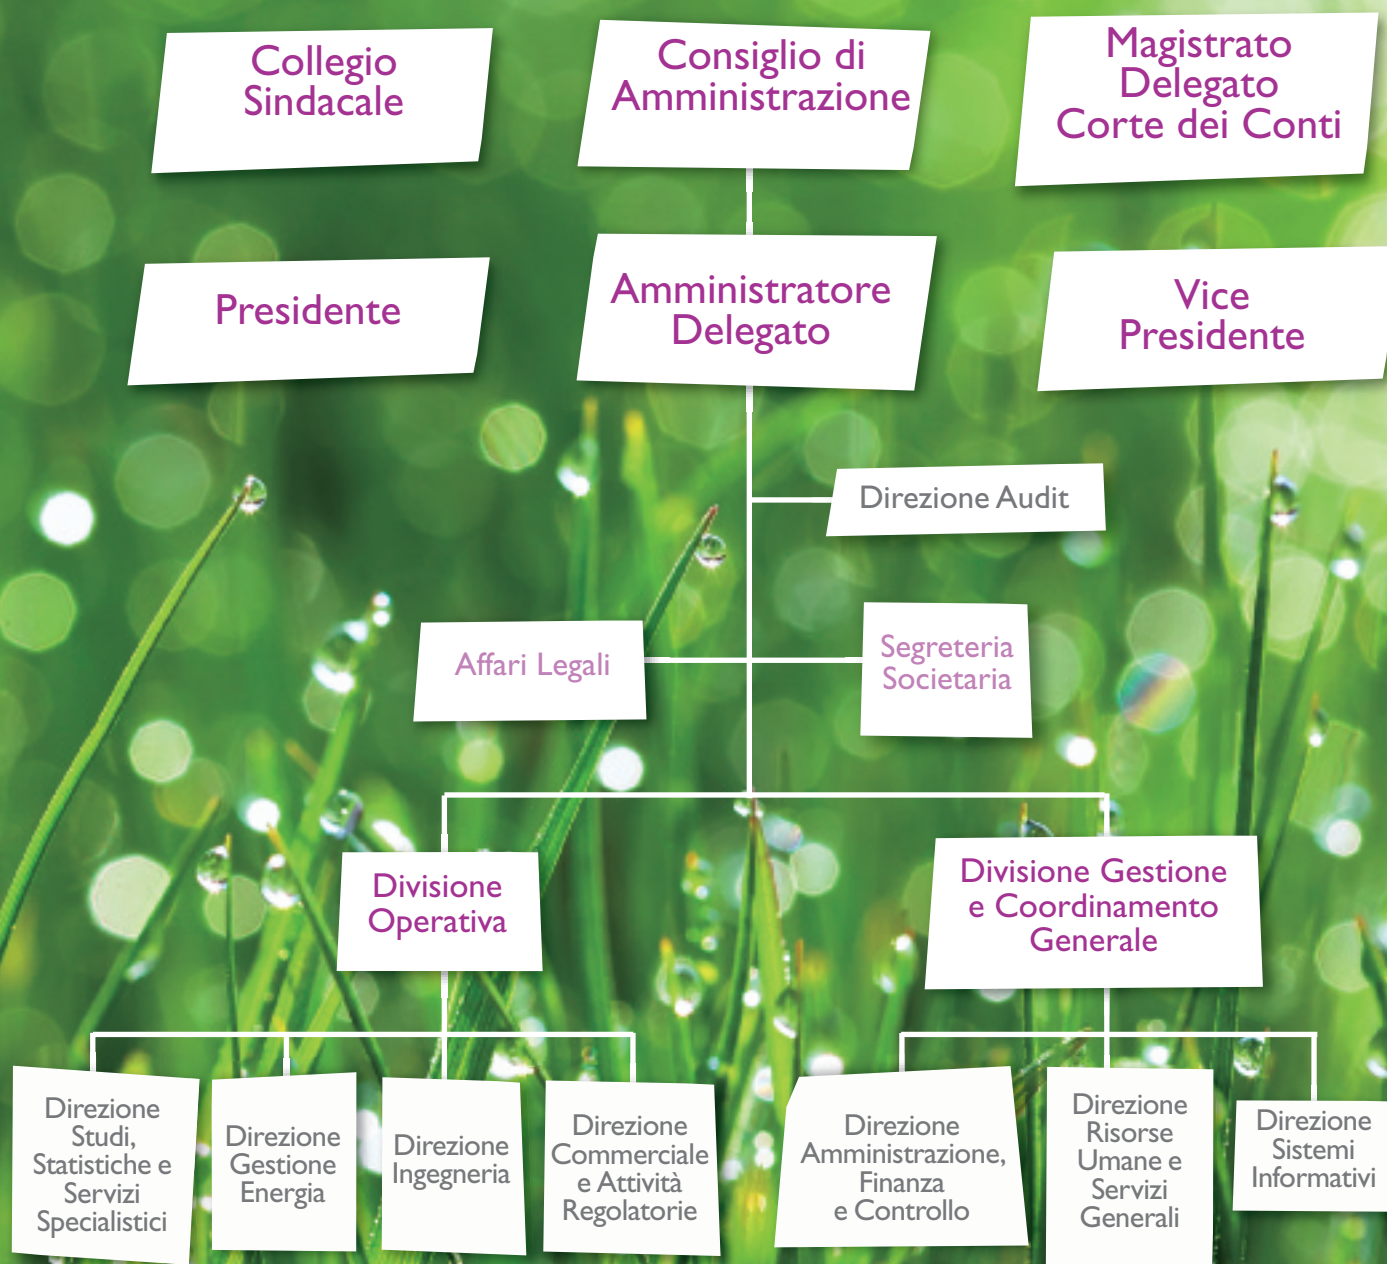 Collegio
Sindacale
Consiglio di
Amministrazione
Magistrato
Delegato
Corte dei Conti
Presidente
Amministratore
Delegato
Vice
Presidente
Direzione Audit
Affari Legali
Segreteria
Societaria
Divisione
Operativa
Divisione Gestione
e Coordinamento
Generale
Direzione
Studi,
Statistiche e
Servizi
Specialistici
Direzione
Gestione
Energia
Direzione
Ingegneria
Direzione
Commerciale
e Attività
Regolatorie
Direzione
Amministrazione,
Finanza
e Controllo
Direzione
Risorse
Umane e
Servizi
Generali
Direzione
Sistemi
Informativi